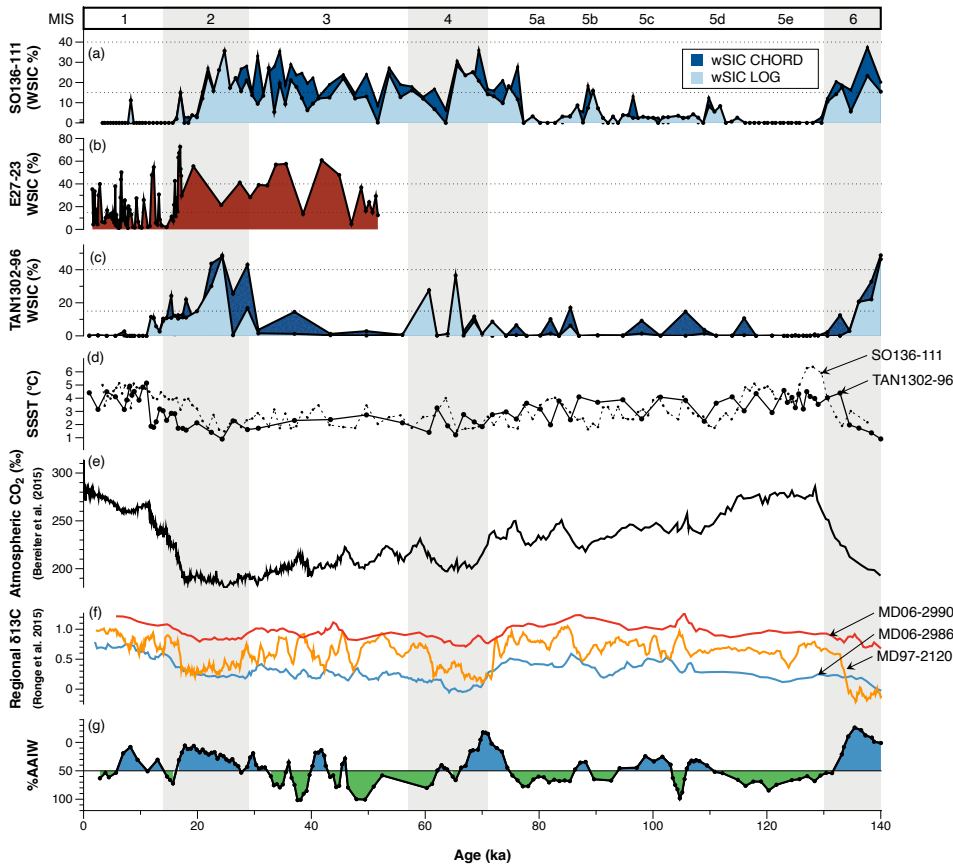 MIS 1 2 3 4 5a 5b 5c 5d 5e 6
(a)
SO136-111
(WSIC %)
40
30
20
10
0
wSIC CHORD
wSIC LOG
(b)
E27-23
WSIC (%)
80
60
40
20
0
(c)
TAN1302-96
WSIC (%)
60
40
20
0
(d)
SSST (°C)
6
5
4
3
2
1
SO136-111
TAN1302-96
(e)
Atmospheric CO2 (‰)
(Bereiter et al. (2015)
300
250
200
(f)
Regional δ13C
(Ronge et al. 2015)
1.0
0.5
0
MD06-2990
MD06-2986
MD97-2120
(g)
%AAIW
0
50
100
0 20 40 60 80 100 120 140
Age (ka)